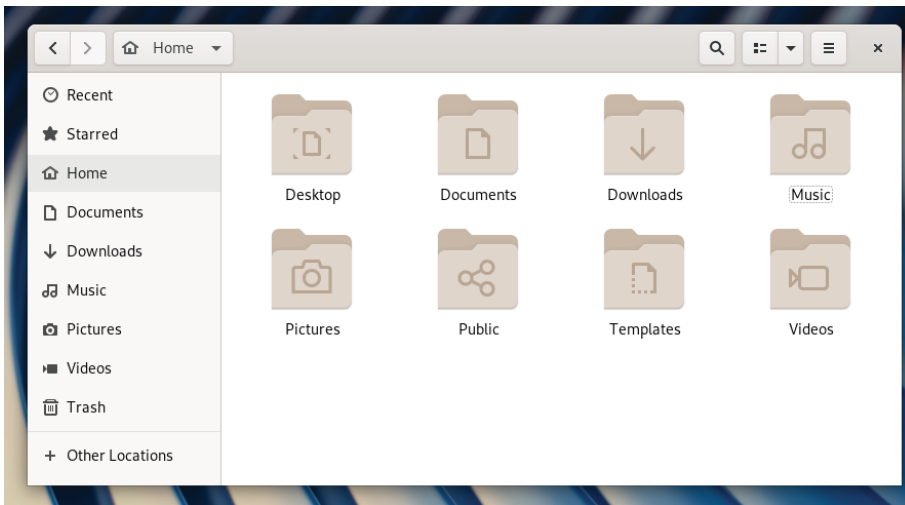 Home
Recent
Starred
Home
Documents
Downloads
Music
Pictures
Videos
Trash
Other Locations
Desktop Documents Downloads Music
Pictures Public Templates Videos